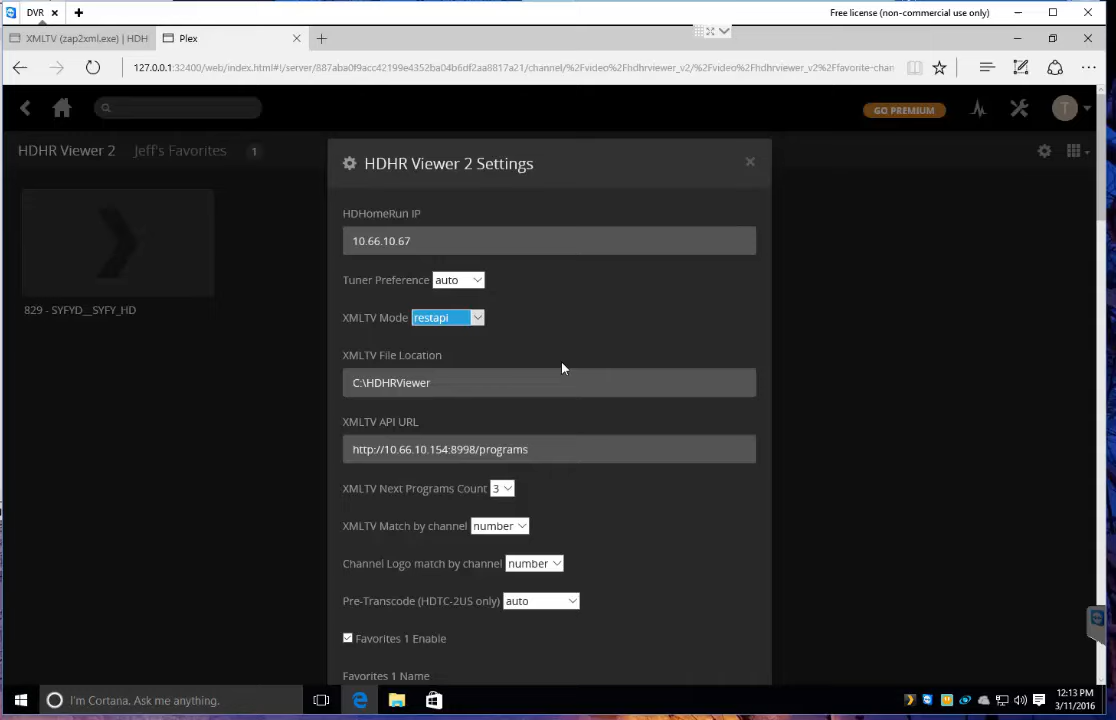 DVR
Free license (non-commercial use only)
XMLTV (zap2xml.exe) | HDH
Plex
127.0.0.1:32400/web/index.html#!/server/887aba0f9acc42199e4352ba04b6df2aa8817a21/channel/%2Fvideo%2Fhdhrviewer_v2/%2Fvideo%2Fhdhrviewer_v2%2Ffavorite-chan
GO PREMIUM
T
HDHR Viewer 2
Jeff's Favorites
1
HDHR Viewer 2 Settings
HDHomeRun IP
10.66.10.67
Tuner Preference auto
XMLTV Mode restapi
829 - SYFYD__SYFY_HD
XMLTV File Location
C:\HDHRViewer
XMLTV API URL
http://10.66.10.154:8998/programs
XMLTV Next Programs Count 3
XMLTV Match by channel number
Channel Logo match by channel number
Pre-Transcode (HDTC-2US only) auto
Favorites 1 Enable
Favorites 1 Name
I'm Cortana. Ask me anything.
12:13 PM
3/11/2016